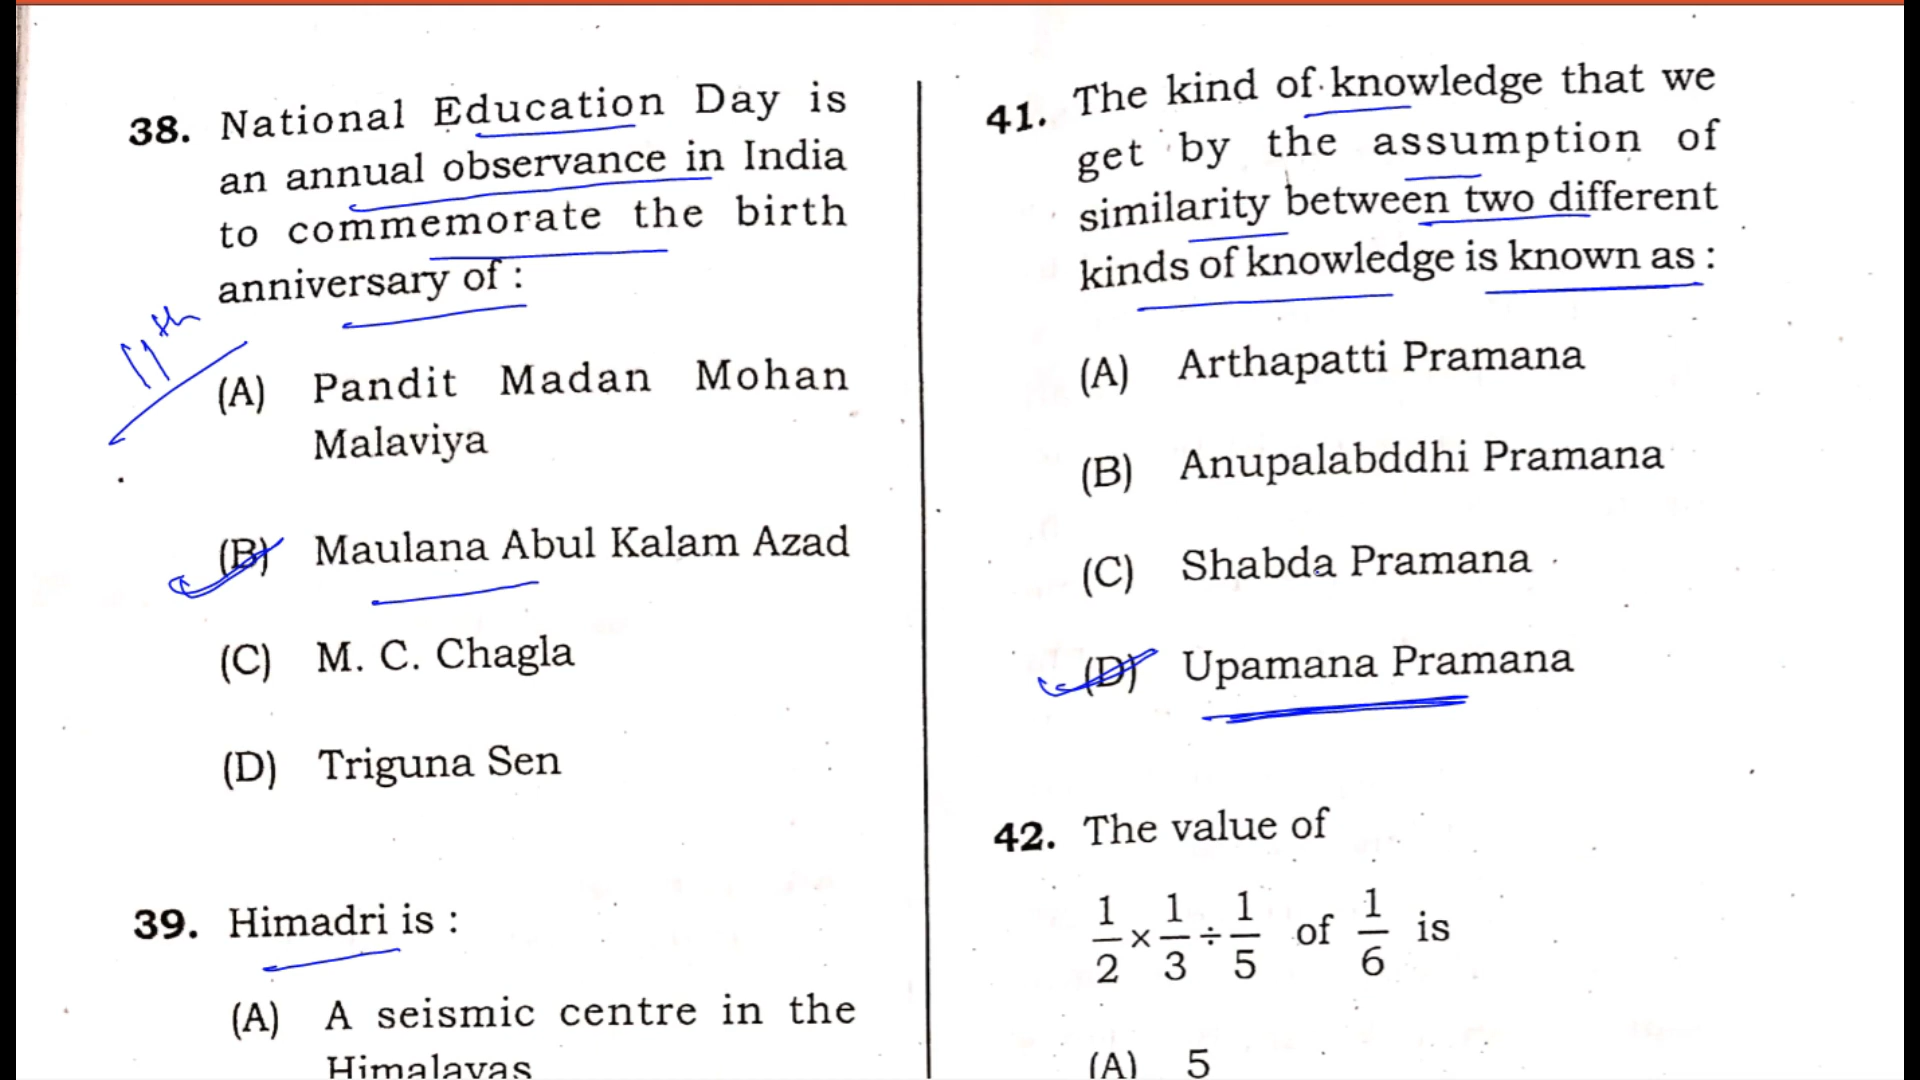 38. National Education Day is
an annual observance in India
to commemorate the birth
anniversary of :
11th
(A) Pandit Madan Mohan
Malaviya
(B) Maulana Abul Kalam Azad
(C) M. C. Chagla
(D) Triguna Sen
39. Himadri is :
(A) A seismic centre in the
Himalayas
41. The kind of knowledge that we
get by the assumption of
similarity between two different
kinds of knowledge is known as :
(A) Arthapatti Pramana
(B) Anupalabddhi Pramana
(C) Shabda Pramana
(D) Upamana Pramana
42. The value of
1/2 × 1/3 ÷ 1/5 of 1/6 is
(A) 5